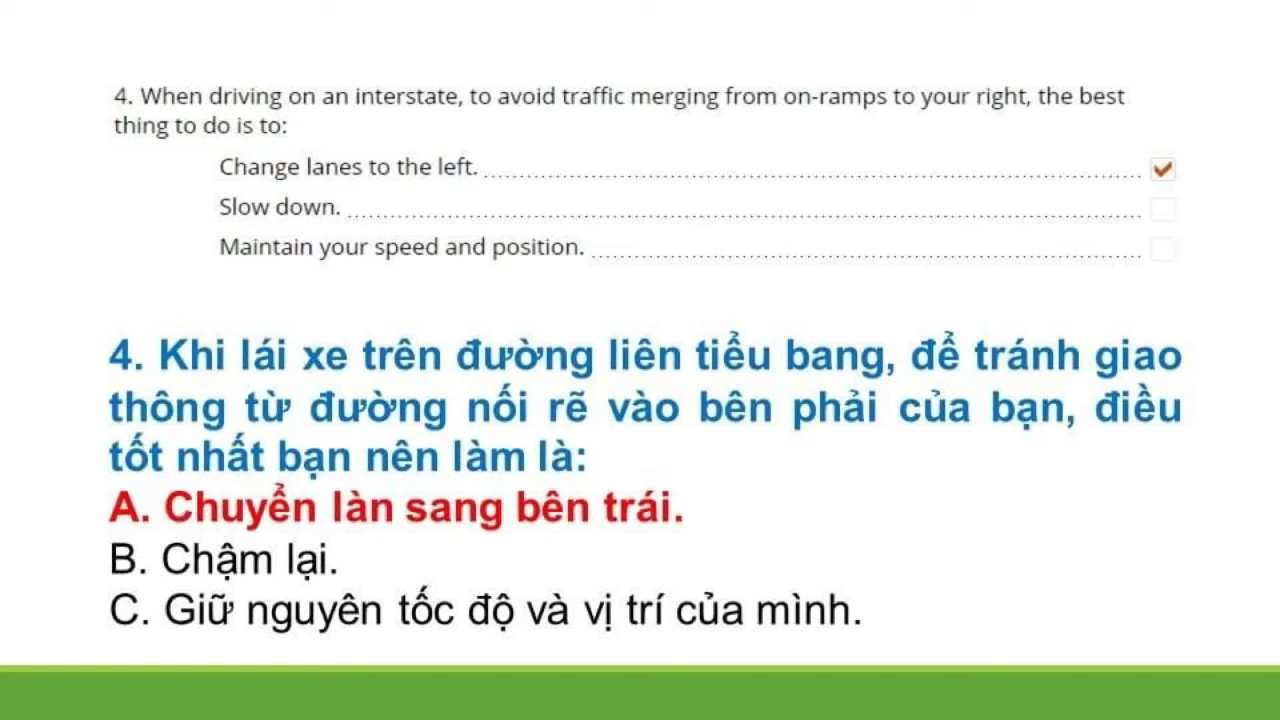 4. When driving on an interstate, to avoid traffic merging from on-ramps to your right, the best
thing to do is to:
Change lanes to the left.
Slow down.
Maintain your speed and position.
4. Khi lái xe trên đường liên tiểu bang, để tránh giao
thông từ đường nối rẽ vào bên phải của bạn, điều
tốt nhất bạn nên làm là:
A. Chuyển làn sang bên trái.
B. Chậm lại.
C. Giữ nguyên tốc độ và vị trí của mình.